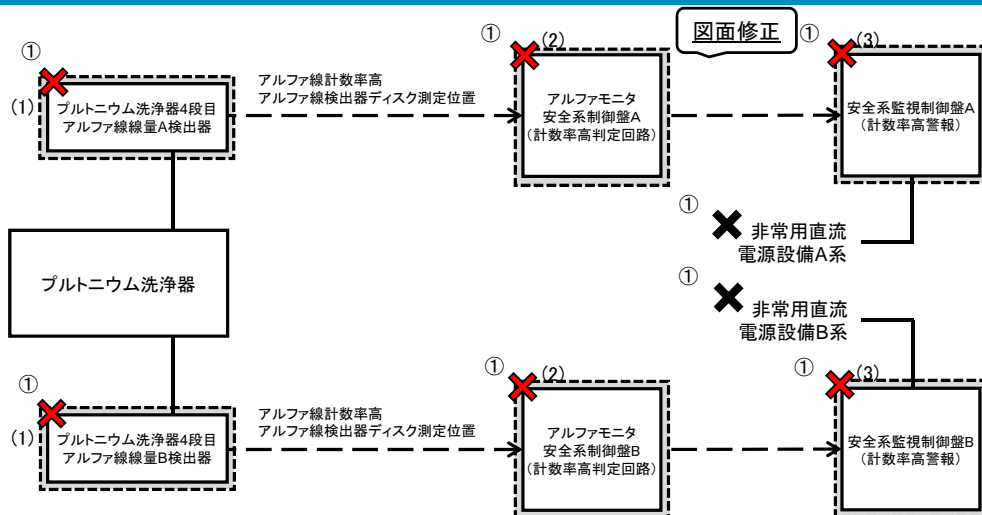 図面修正
①
(1)
プルトニウム洗浄器4段目
アルファ線線量A検出器
アルファ線計数率高
アルファ線検出器ディスク測定位置
①
(2)
アルファモニタ
安全系制御盤A
(計数率高判定回路)
①
(3)
安全系監視制御盤A
(計数率高警報)
①
非常用直流
電源設備A系
プルトニウム洗浄器
①
非常用直流
電源設備B系
①
(1)
プルトニウム洗浄器4段目
アルファ線線量B検出器
アルファ線計数率高
アルファ線検出器ディスク測定位置
①
(2)
アルファモニタ
安全系制御盤B
(計数率高判定回路)
①
(3)
安全系監視制御盤B
(計数率高警報)